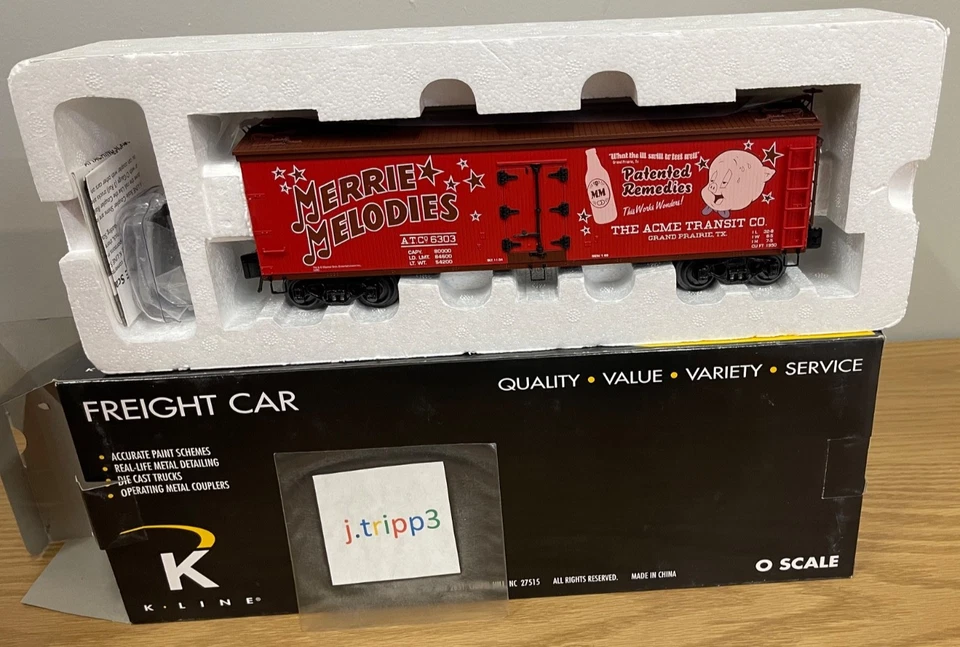 MERRIE
MELODIES
A.T.Co. 6303
CAPY. 80000
LD. LMT. 84600
LT. WT. 54200
"What the ill swills to feel well"
Patented
Remedies
This Works Wonders!
MM
THE ACME TRANSIT CO.
GRAND PRAIRIE, TX.
FREIGHT CAR
QUALITY • VALUE • VARIETY • SERVICE
• ACCURATE PAINT SCHEMES
• REAL-LIFE METAL DETAILING
• DIE CAST TRUCKS
• OPERATING METAL COUPLERS
j.tripp3
K
K·LINE®
NC 27515 ALL RIGHTS RESERVED. MADE IN CHINA
O SCALE